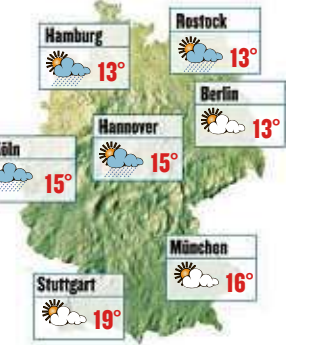 Rostock
13°
Hamburg
13°
Berlin
13°
Hannover
15°
öln
15°
München
16°
Stuttgart
19°